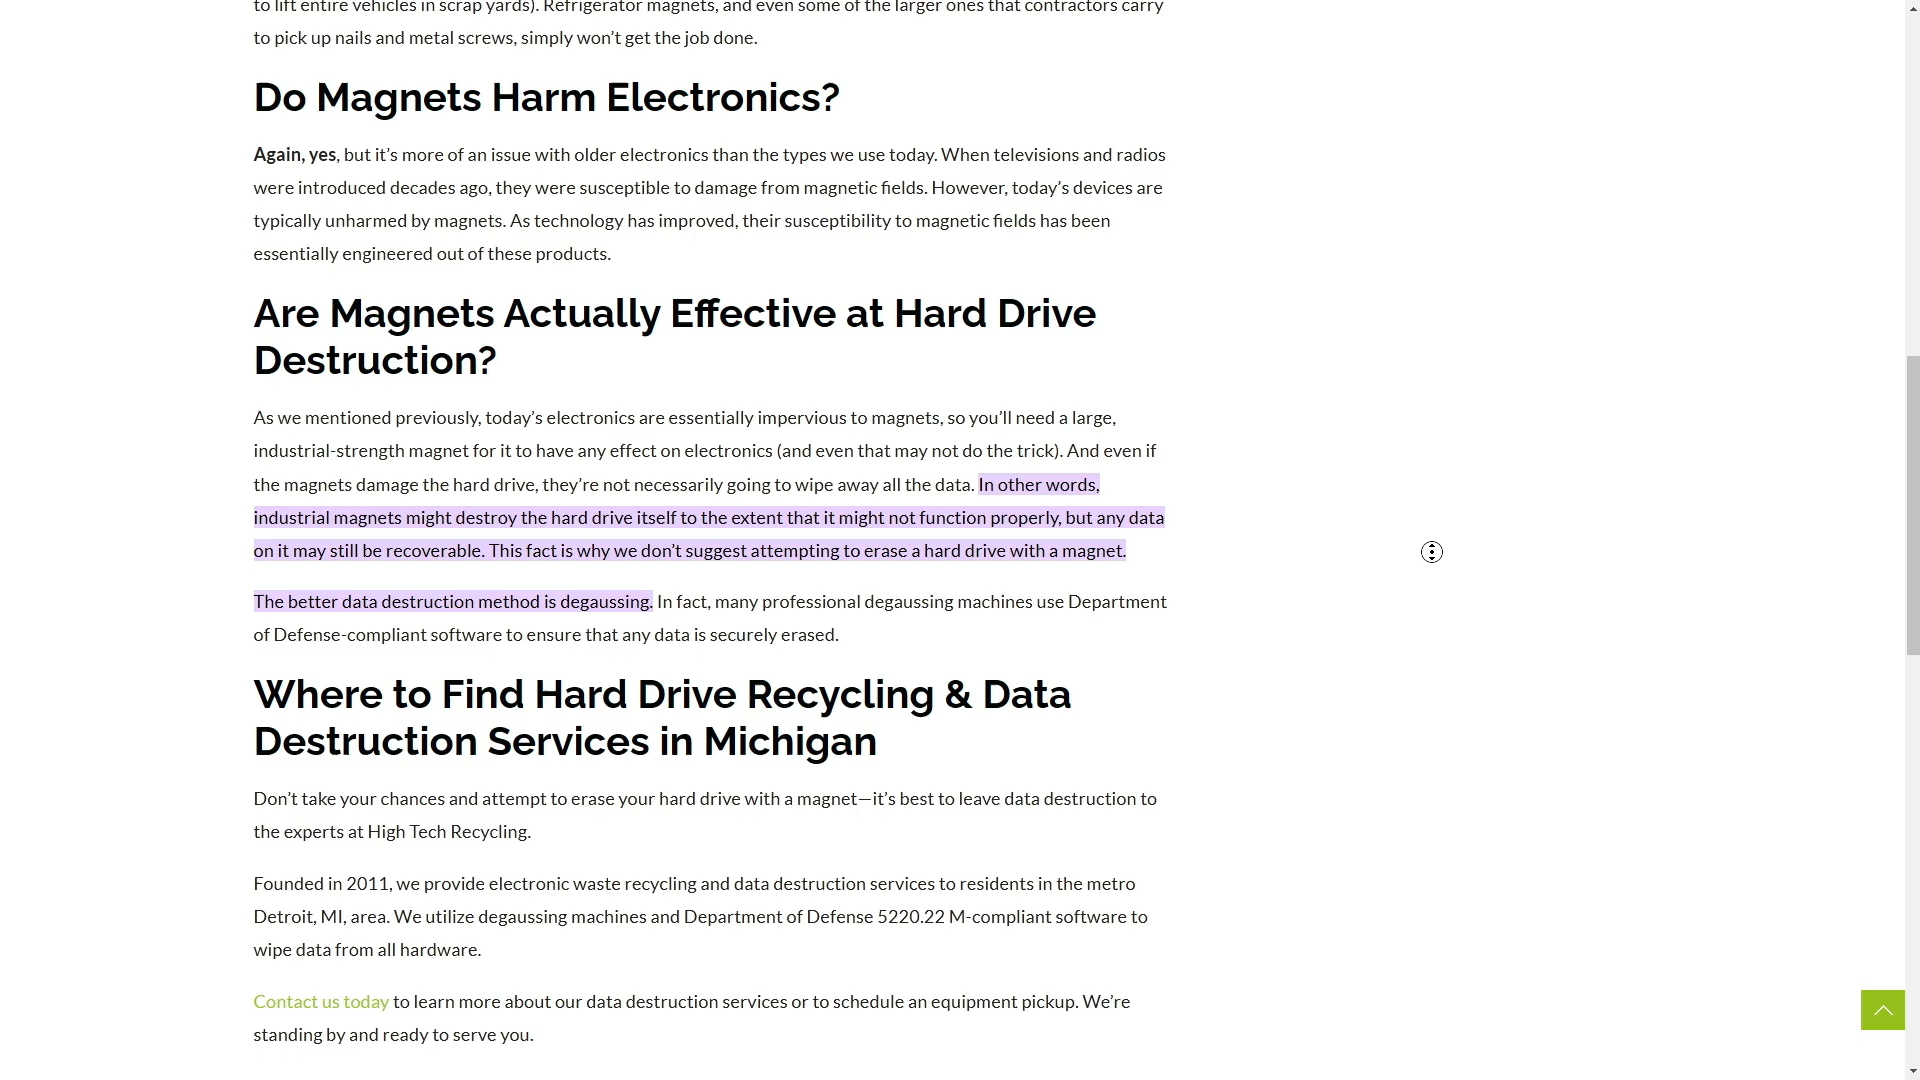 to lift entire vehicles in scrap yards). Refrigerator magnets, and even some of the larger ones that contractors carry
to pick up nails and metal screws, simply won’t get the job done.
Do Magnets Harm Electronics?
Again, yes, but it’s more of an issue with older electronics than the types we use today. When televisions and radios
were introduced decades ago, they were susceptible to damage from magnetic fields. However, today’s devices are
typically unharmed by magnets. As technology has improved, their susceptibility to magnetic fields has been
essentially engineered out of these products.
Are Magnets Actually Effective at Hard Drive
Destruction?
As we mentioned previously, today’s electronics are essentially impervious to magnets, so you’ll need a large,
industrial-strength magnet for it to have any effect on electronics (and even that may not do the trick). And even if
the magnets damage the hard drive, they’re not necessarily going to wipe away all the data. In other words,
industrial magnets might destroy the hard drive itself to the extent that it might not function properly, but any data
on it may still be recoverable. This fact is why we don’t suggest attempting to erase a hard drive with a magnet.
The better data destruction method is degaussing. In fact, many professional degaussing machines use Department
of Defense-compliant software to ensure that any data is securely erased.
Where to Find Hard Drive Recycling & Data
Destruction Services in Michigan
Don’t take your chances and attempt to erase your hard drive with a magnet—it’s best to leave data destruction to
the experts at High Tech Recycling.
Founded in 2011, we provide electronic waste recycling and data destruction services to residents in the metro
Detroit, MI, area. We utilize degaussing machines and Department of Defense 5220.22 M-compliant software to
wipe data from all hardware.
Contact us today to learn more about our data destruction services or to schedule an equipment pickup. We’re
standing by and ready to serve you.